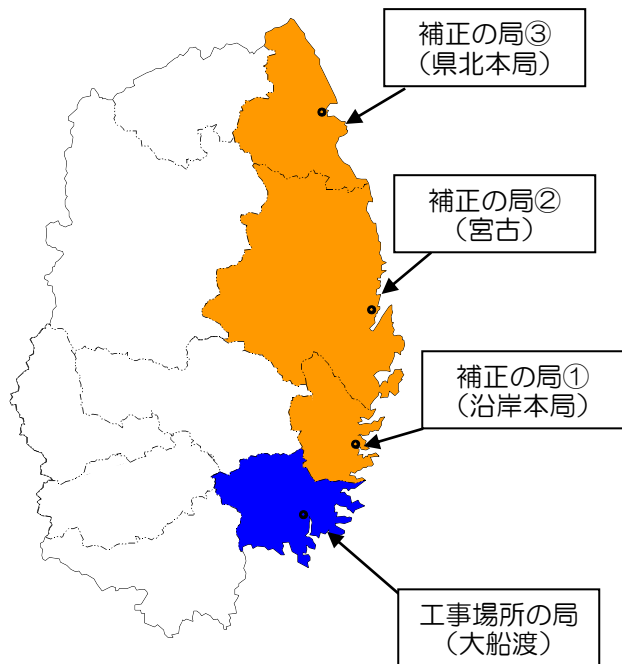 補正の局③
（県北本局）
補正の局②
（宮古）
補正の局①
（沿岸本局）
工事場所の局
（大船渡）